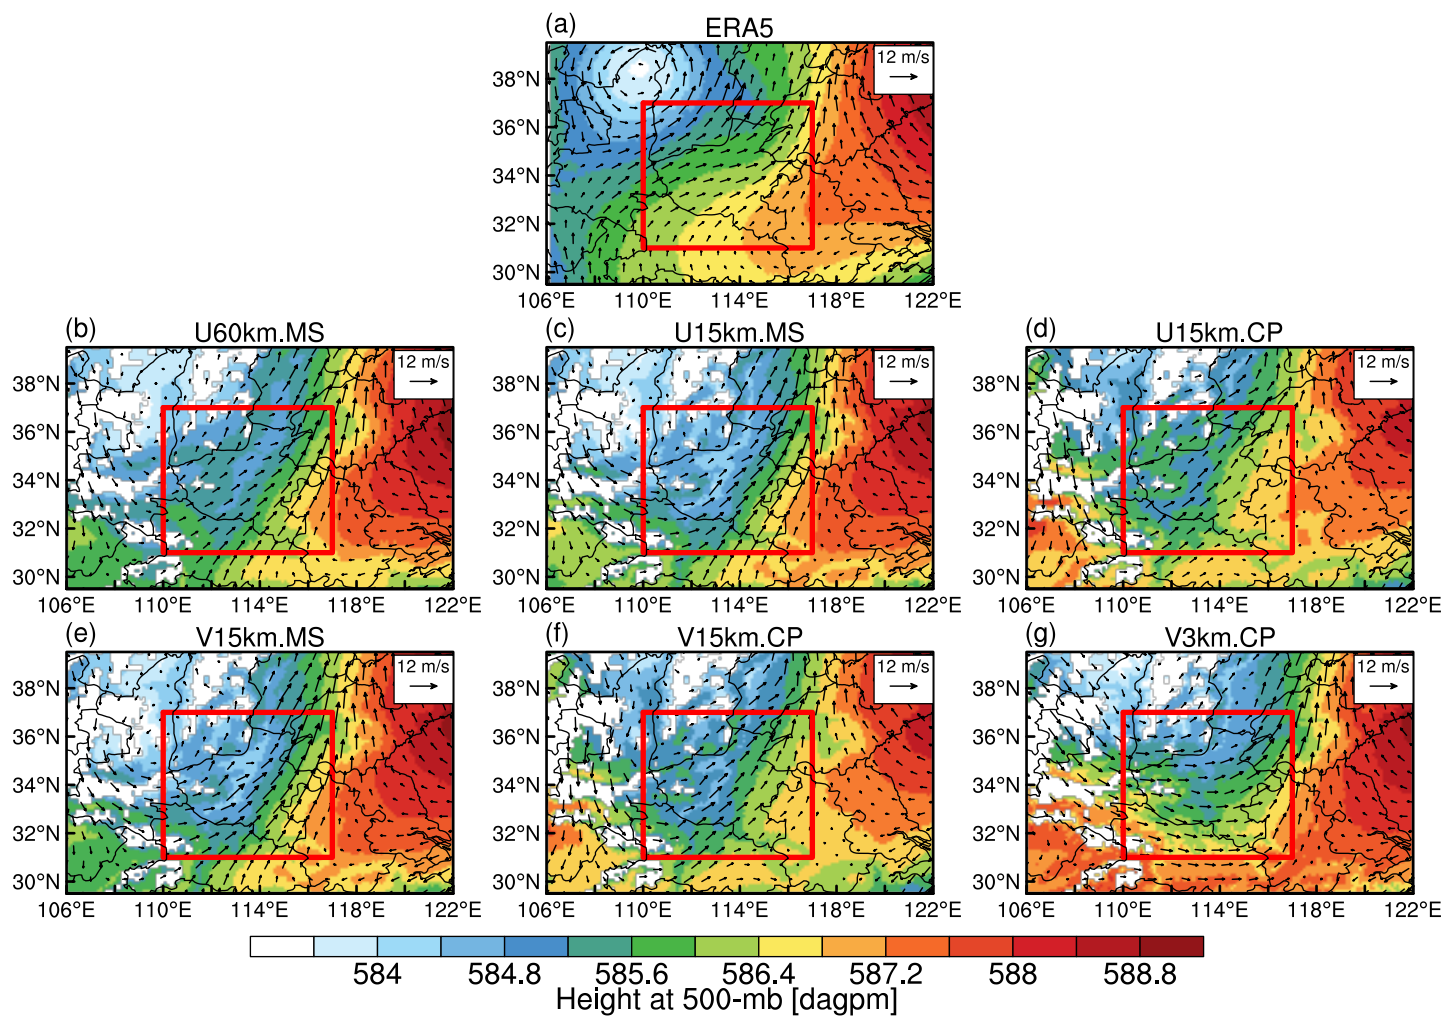 (a) ERA5
12 m/s
38°N
36°N
34°N
32°N
30°N
106°E 110°E 114°E 118°E 122°E
(b) U60km.MS
12 m/s
38°N
36°N
34°N
32°N
30°N
106°E 110°E 114°E 118°E 122°E
(c) U15km.MS
12 m/s
38°N
36°N
34°N
32°N
30°N
106°E 110°E 114°E 118°E 122°E
(d) U15km.CP
12 m/s
38°N
36°N
34°N
32°N
30°N
106°E 110°E 114°E 118°E 122°E
(e) V15km.MS
12 m/s
38°N
36°N
34°N
32°N
30°N
106°E 110°E 114°E 118°E 122°E
(f) V15km.CP
12 m/s
38°N
36°N
34°N
32°N
30°N
106°E 110°E 114°E 118°E 122°E
(g) V3km.CP
12 m/s
38°N
36°N
34°N
32°N
30°N
106°E 110°E 114°E 118°E 122°E
584 584.8 585.6 586.4 587.2 588 588.8
Height at 500-mb [dagpm]